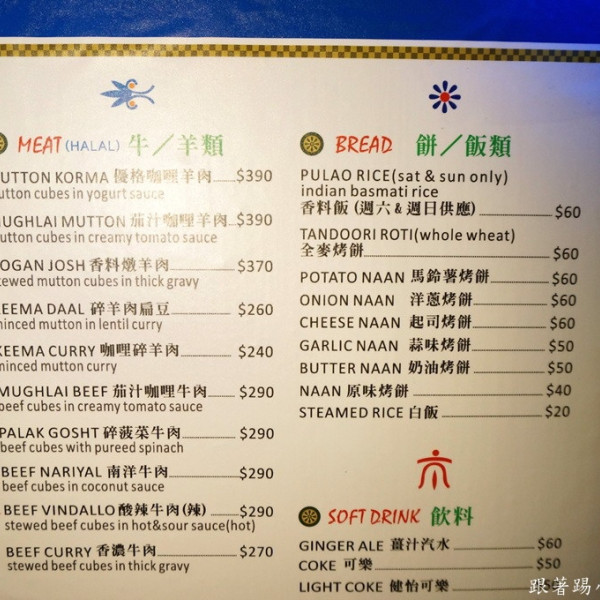 MEAT (HALAL) 牛／羊類
UTTON KORMA 優格咖哩羊肉 $390
utton cubes in yogurt sauce
MUGHLAI MUTTON 茄汁咖哩羊肉 $390
utton cubes in creamy tomato sauce
OGAN JOSH 香料燉羊肉 $370
tewed mutton cubes in thick gravy
KEEMA DAAL 碎羊肉扁豆 $260
minced mutton in lentil curry
KEEMA CURRY 咖哩碎羊肉 $240
minced mutton curry
MUGHLAI BEEF 茄汁咖哩牛肉 $290
beef cubes in creamy tomato sauce
PALAK GOSHT 碎菠菜牛肉 $290
beef cubes with pureed spinach
BEEF NARIYAL 南洋牛肉 $290
beef cubes in coconut sauce
BEEF VINDALLO 酸辣牛肉(辣) $290
stewed beef cubes in hot&sour sauce(hot)
BEEF CURRY 香濃牛肉 $270
stewed beef cubes in thick gravy
BREAD 餅／飯類
PULAO RICE(sat & sun only)
indian basmati rice
香料飯 (週六 & 週日供應) $60
TANDOORI ROTI(whole wheat)
全麥烤餅 $60
POTATO NAAN 馬鈴薯烤餅 $60
ONION NAAN 洋蔥烤餅 $60
CHEESE NAAN 起司烤餅 $60
GARLIC NAAN 蒜味烤餅 $50
BUTTER NAAN 奶油烤餅 $50
NAAN 原味烤餅 $40
STEAMED RICE 白飯 $20
SOFT DRINK 飲料
GINGER ALE 薑汁汽水 $60
COKE 可樂 $50
LIGHT COKE 健怡可樂 $50
跟著踢